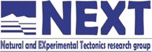 NEXT
Natural and EXperimental Tectonics research group